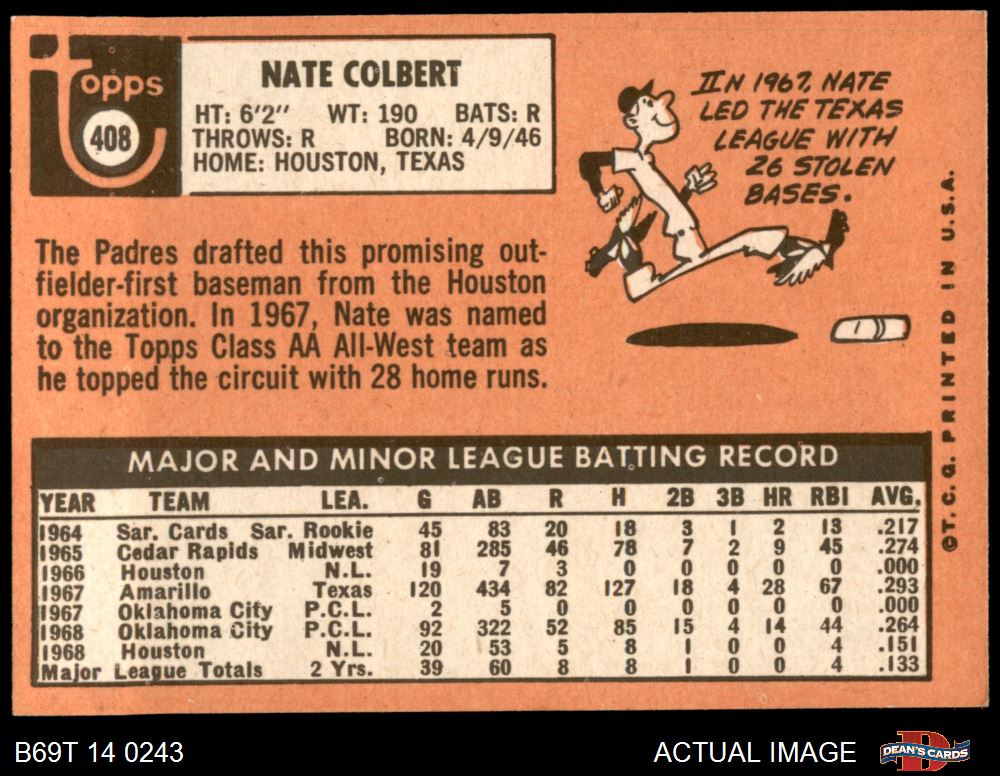 topps
408
NATE COLBERT
HT: 6'2" WT: 190 BATS: R
THROWS: R BORN: 4/9/46
HOME: HOUSTON, TEXAS
IN 1967, NATE
LED THE TEXAS
LEAGUE WITH
26 STOLEN
BASES.
The Padres drafted this promising out-
fielder-first baseman from the Houston
organization. In 1967, Nate was named
to the Topps Class AA All-West team as
he topped the circuit with 28 home runs.
©T. C. G. PRINTED IN U.S.A.
MAJOR AND MINOR LEAGUE BATTING RECORD
YEAR TEAM LEA. G AB R H 2B 3B HR RBI AVG.
1964 Sar. Cards Sar. Rookie 45 83 20 18 3 1 2 13 .217
1965 Cedar Rapids Midwest 81 285 46 78 7 2 9 45 .274
1966 Houston N.L. 19 7 3 0 0 0 0 0 .000
1967 Amarillo Texas 120 434 82 127 18 4 28 67 .293
1967 Oklahoma City P.C.L. 2 5 0 0 0 0 0 0 .000
1968 Oklahoma City P.C.L. 92 322 52 85 15 4 14 44 .264
1968 Houston N.L. 20 53 5 8 1 0 0 4 .151
Major League Totals 2 Yrs. 39 60 8 8 1 0 0 4 .133
B69T 14 0243
ACTUAL IMAGE
DEAN'S CARDS